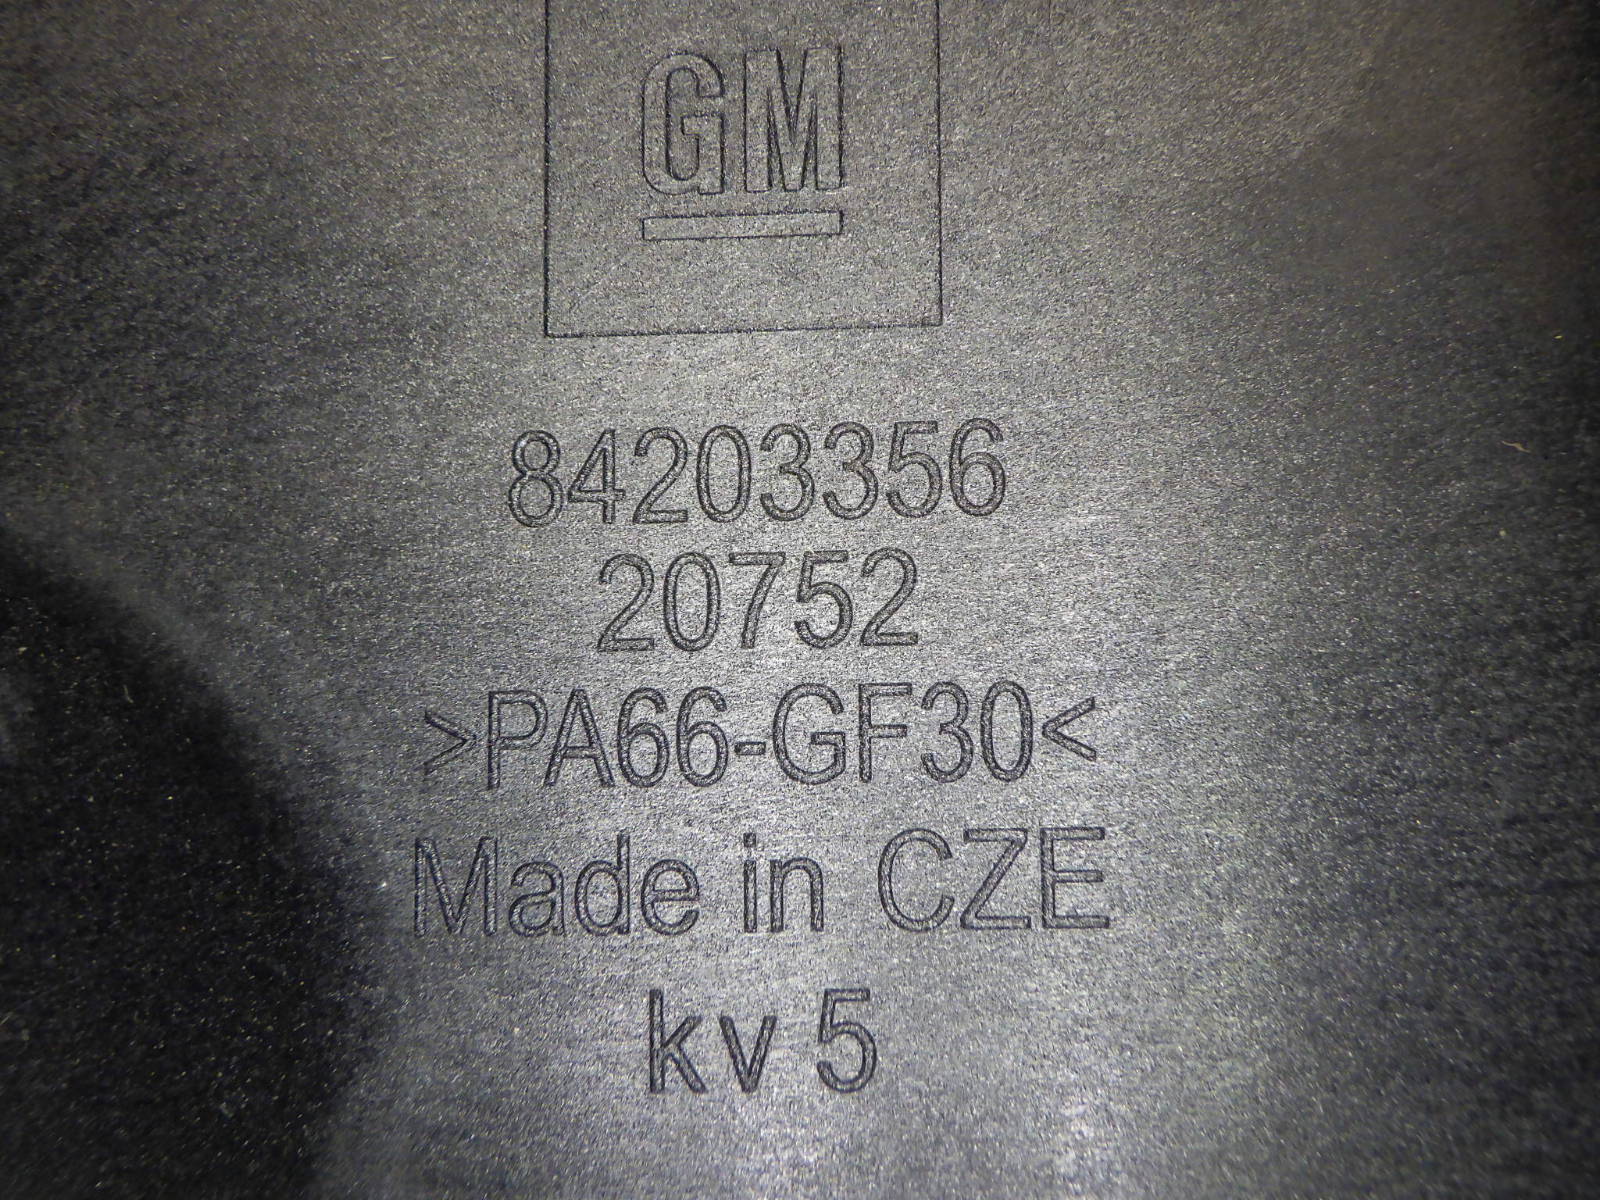 GM
84203356
20752
>PA66-GF30<
Made in CZE
kv 5